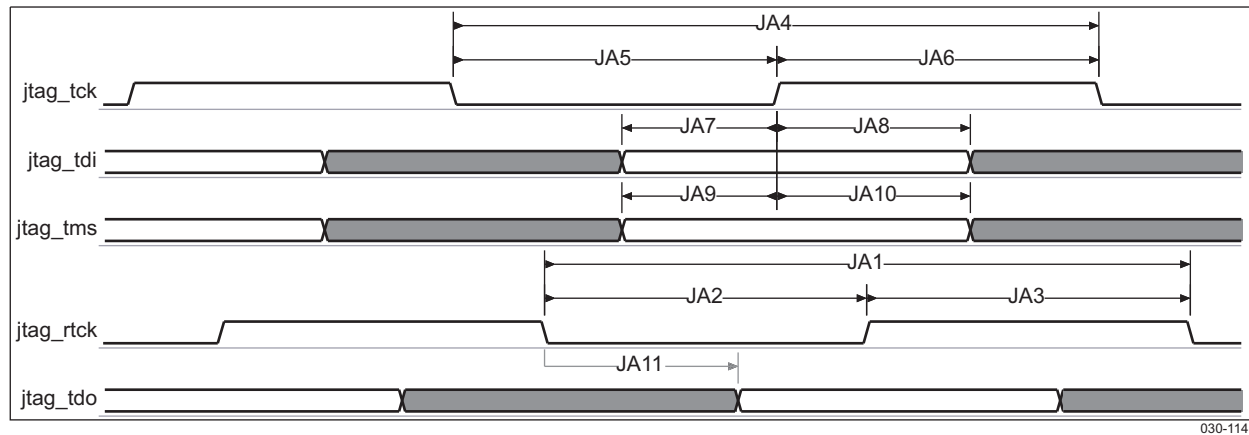 JA4
JA5 JA6
jtag_tck
JA7 JA8
jtag_tdi
JA9 JA10
jtag_tms
JA1
JA2 JA3
jtag_rtck
JA11
jtag_tdo
030-114